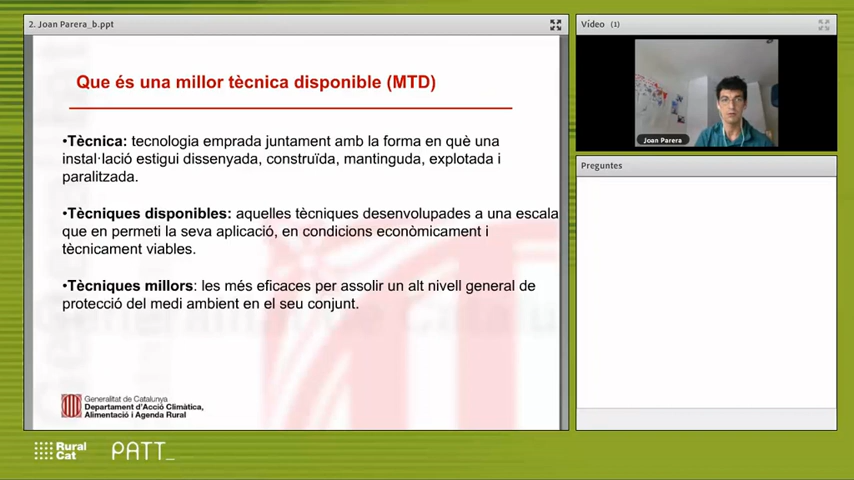 2. Joan Parera_b.ppt
Que és una millor tècnica disponible (MTD)
•Tècnica: tecnologia emprada juntament amb la forma en què una
instal·lació estigui dissenyada, construïda, mantinguda, explotada i
paralitzada.
•Tècniques disponibles: aquelles tècniques desenvolupades a una escala
que en permeti la seva aplicació, en condicions econòmicament i
tècnicament viables.
•Tècniques millors: les més eficaces per assolir un alt nivell general de
protecció del medi ambient en el seu conjunt.
Generalitat de Catalunya
Departament d'Acció Climàtica,
Alimentació i Agenda Rural
Vídeo (1)
Joan Parera
Preguntes
Rural
Cat
PATT_